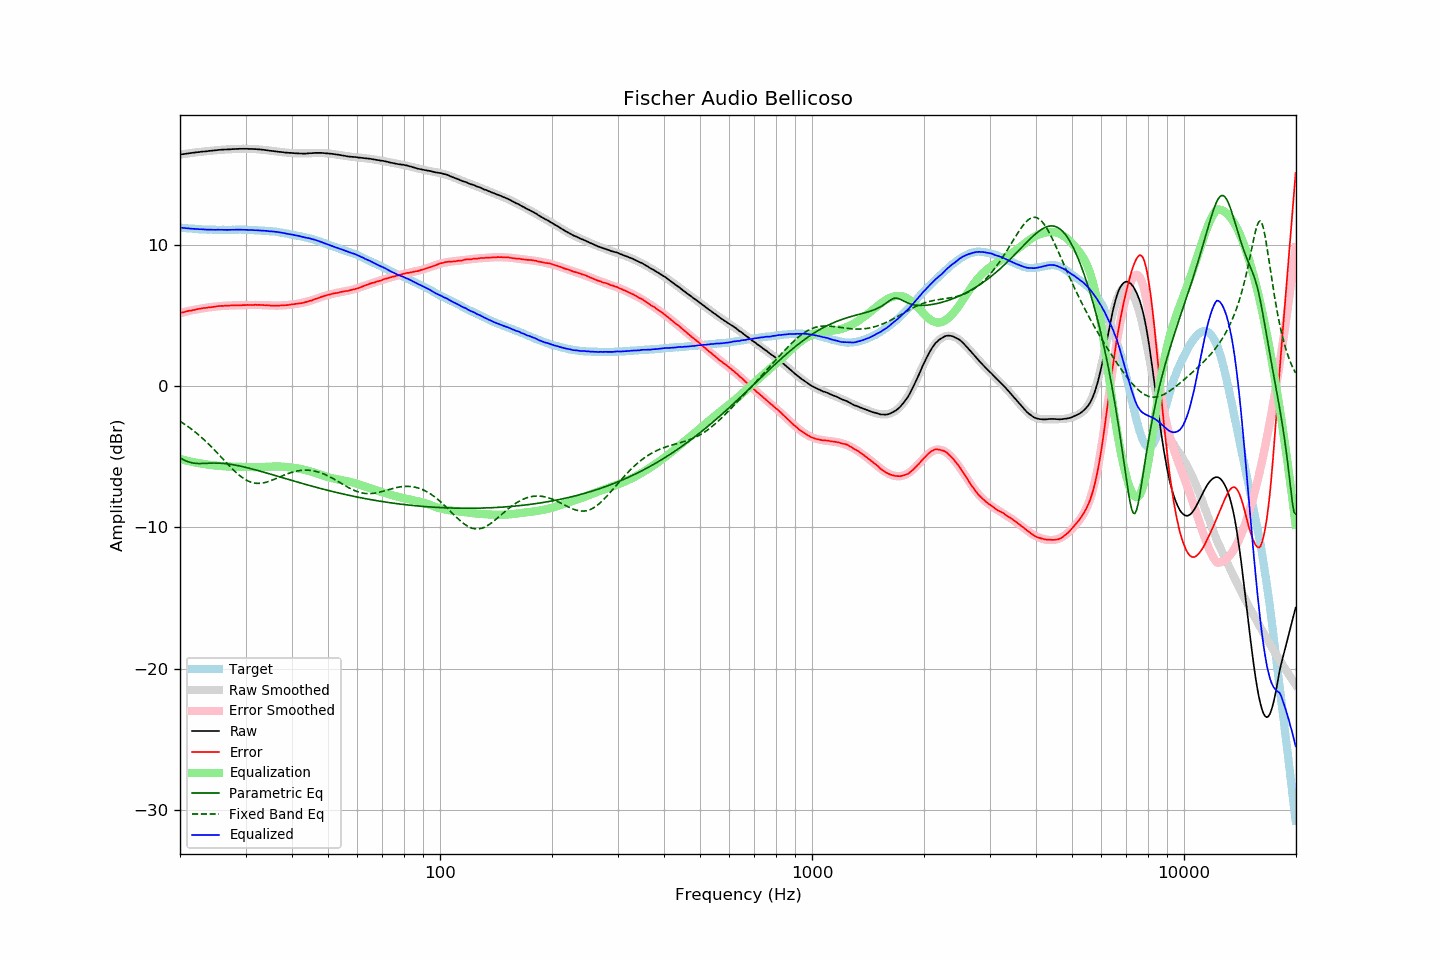 Fischer Audio Bellicoso
Amplitude (dBr)
10
0
−10
−20
−30
Target
Raw Smoothed
Error Smoothed
Raw
Error
Equalization
Parametric Eq
Fixed Band Eq
Equalized
100 1000 10000
Frequency (Hz)